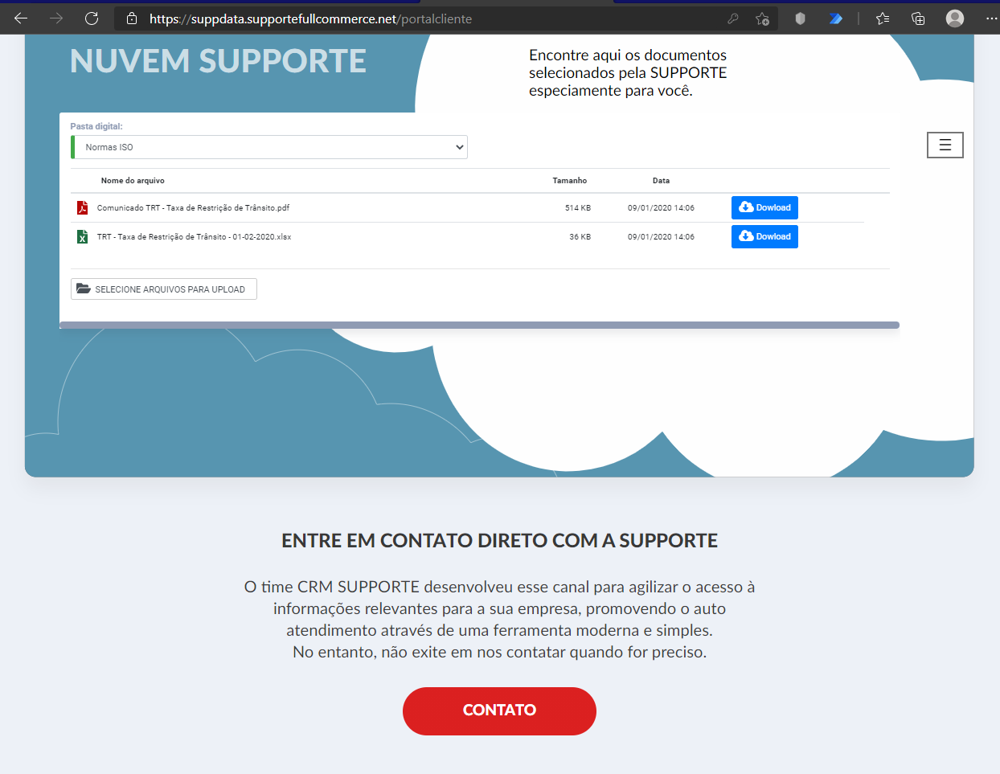 https://suppdata.supportefullcommerce.net/portalcliente
NUVEM SUPPORTE
Encontre aqui os documentos
selecionados pela SUPPORTE
especiamente para você.
Pasta digital:
Normas ISO
Nome do arquivo Tamanho Data
Comunicado TRT - Taxa de Restrição de Trânsito.pdf 514 KB 09/01/2020 14:06 Dowload
TRT - Taxa de Restrição de Trânsito - 01-02-2020.xlsx 36 KB 09/01/2020 14:06 Dowload
SELECIONE ARQUIVOS PARA UPLOAD
ENTRE EM CONTATO DIRETO COM A SUPPORTE
O time CRM SUPPORTE desenvolveu esse canal para agilizar o acesso à
informações relevantes para a sua empresa, promovendo o auto
atendimento através de uma ferramenta moderna e simples.
No entanto, não exite em nos contatar quando for preciso.
CONTATO